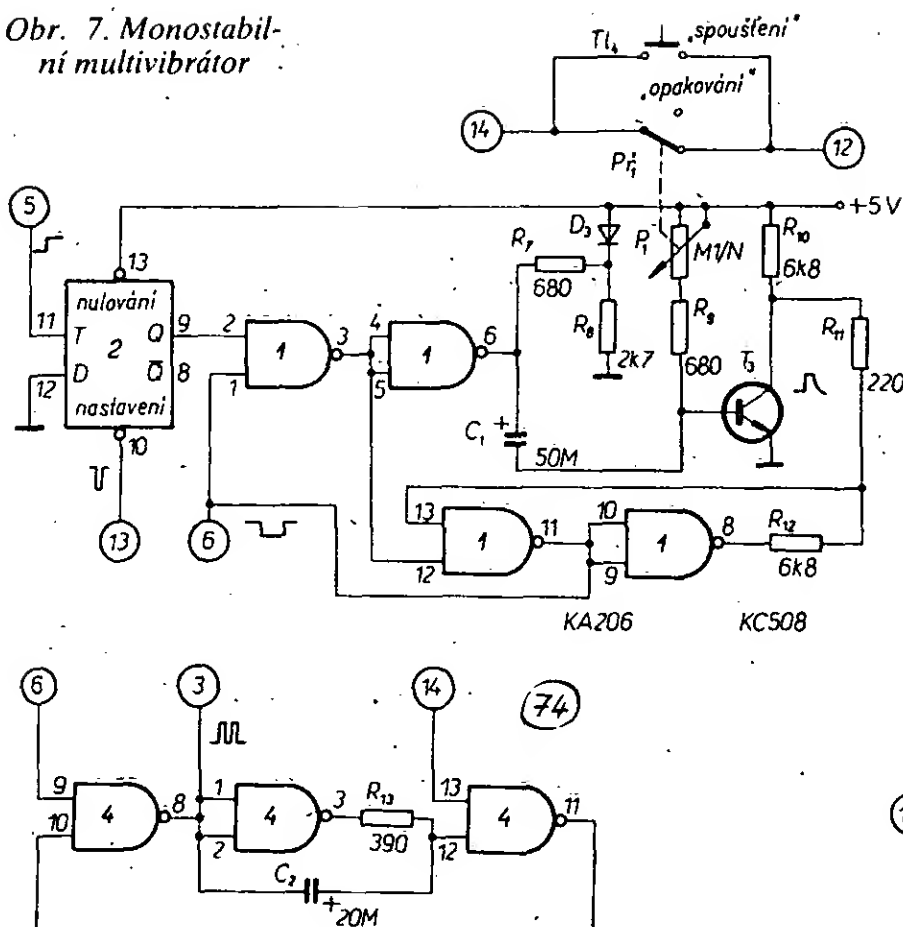 Obr. 7. Monostabil-
ní multivibrátor
Tl₄ „spouštění"
„opakování"
14
Př₁
12
+5V
5
13
nulování
11 T 2 Q 9
12 D Q̅ 8
nastavení
10
13
2
1
1
3
6
4
5
1
6
R₇
680
D₃
R₈
2k7
C₁ +
50M
P₁
M1/N
R₉
680
R₁₀
6k8
T₃
R₁₁
220
13
12
1
11
10
9
1
8
R₁₂
6k8
KA206
KC508
6
3
14
74
9
10
4
8
1
2
4
3
R₁₃
390
C₂
+
20M
13
12
4
11